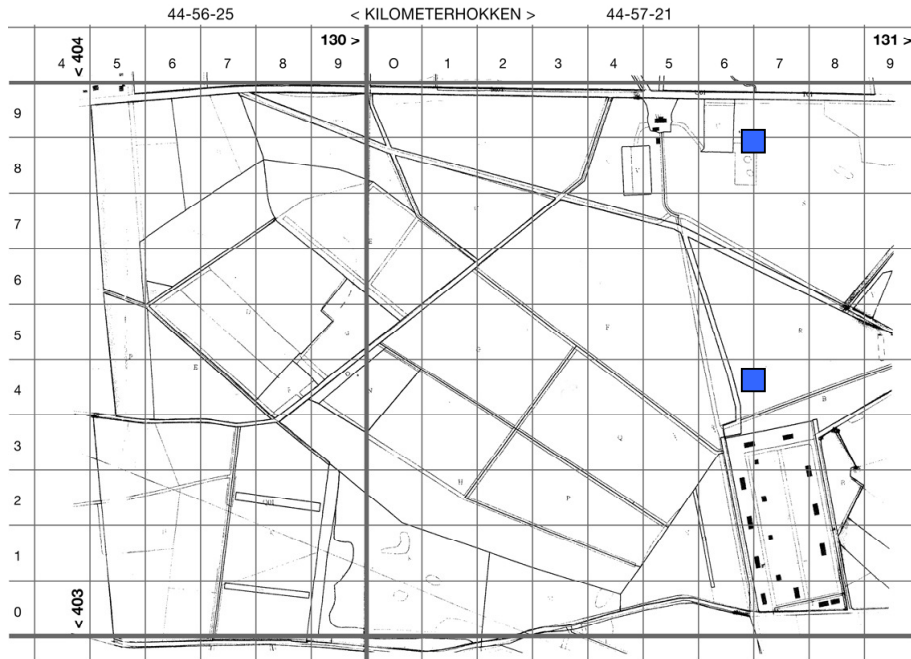 44-56-25 < KILOMETERHOKKEN > 44-57-21
< 404 130 > 131 >
4 5 6 7 8 9 O 1 2 3 4 5 6 7 8 9
9
8
7
6
5
4
3
2
1
0
< 403
E
F
G
H
P
Q
R
R
R